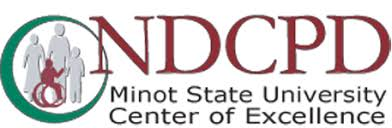 NDCPD
Minot State University
Center of Excellence